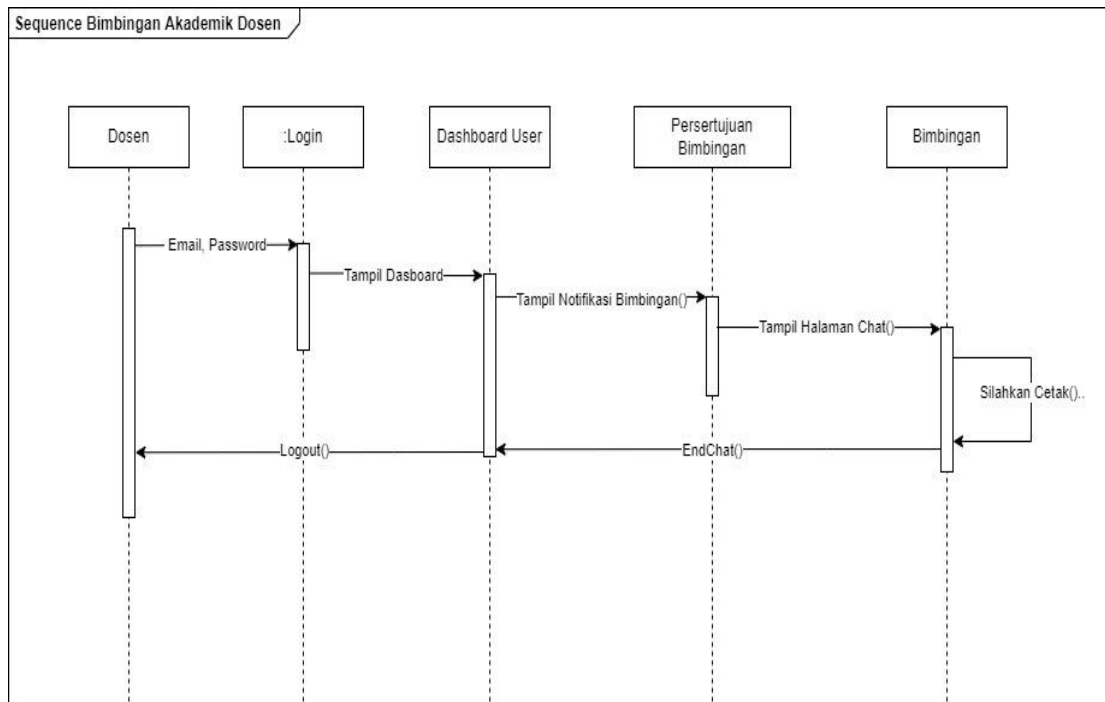 Sequence Bimbingan Akademik Dosen
Dosen
:Login
Dashboard User
Persertujuan
Bimbingan
Bimbingan
Email, Password
Tampil Dasboard
Tampil Notifikasi Bimbingan()
Tampil Halaman Chat()
Silahkan Cetak()..
Logout()
EndChat()